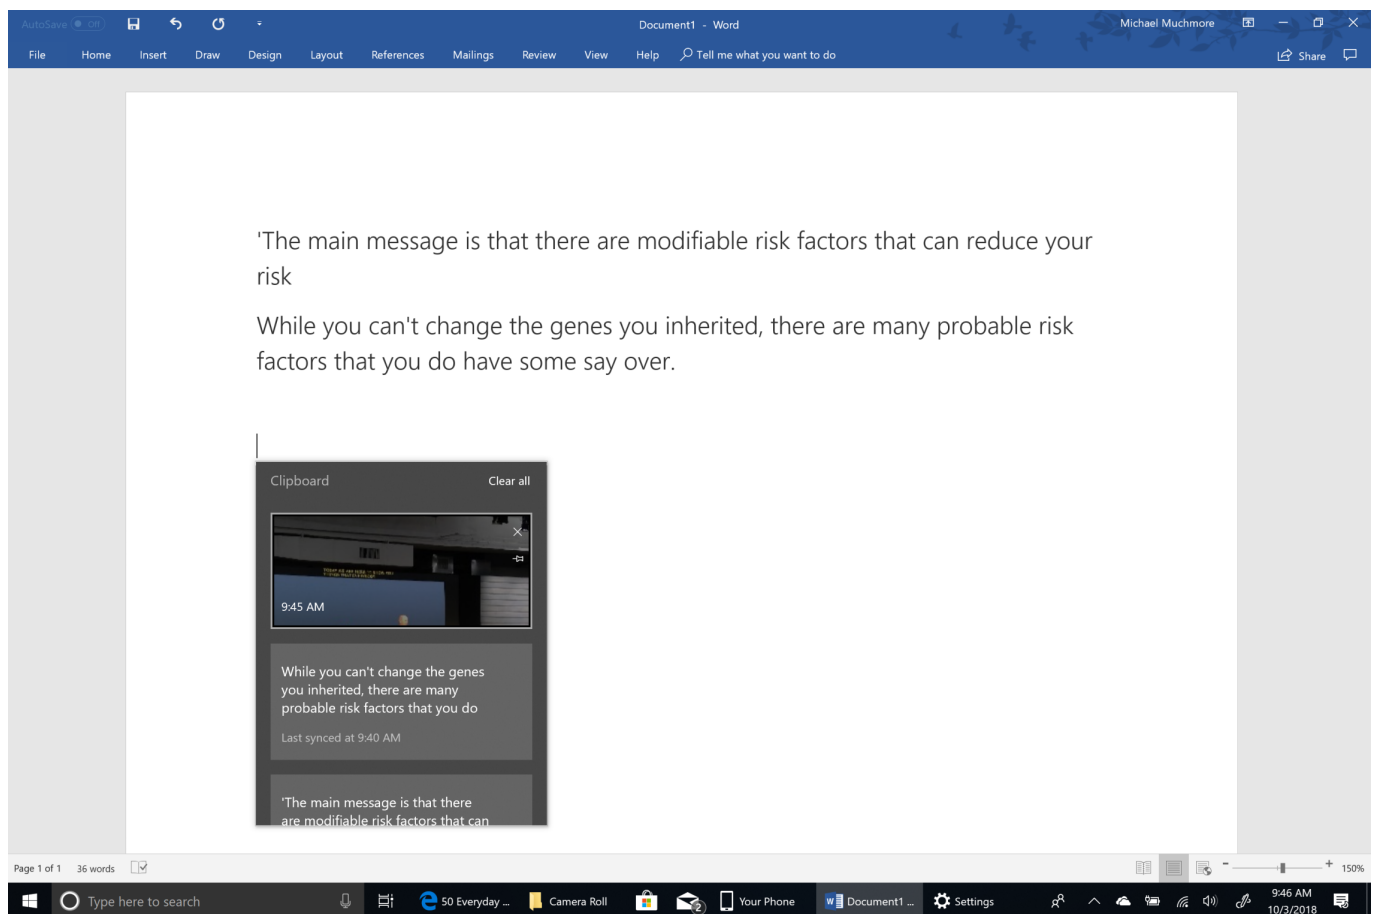 AutoSave Off
Document1 - Word
Michael Muchmore
File Home Insert Draw Design Layout References Mailings Review View Help Tell me what you want to do
Share
'The main message is that there are modifiable risk factors that can reduce your
risk
While you can't change the genes you inherited, there are many probable risk
factors that you do have some say over.
Clipboard Clear all
9:45 AM
While you can't change the genes
you inherited, there are many
probable risk factors that you do
Last synced at 9:40 AM
'The main message is that there
are modifiable risk factors that can
Page 1 of 1 36 words
150%
Type here to search
50 Everyday ...
Camera Roll
2
Your Phone
Document1 ...
Settings
9:46 AM
10/3/2018